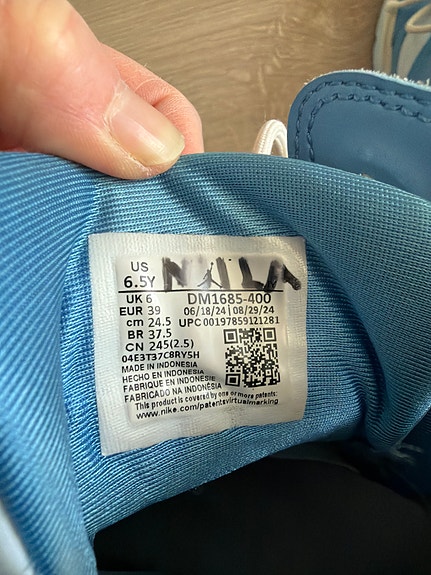 US
6.5Y
UK 6 DM1685-400
EUR 39 06/18/24 08/29/24
cm 24.5 UPC 00197859121281
BR 37.5
CN 245(2.5)
04E3T37C8RY5H
MADE IN INDONESIA
HECHO EN INDONESIA
FABRIQUE EN INDONESIE
FABRICADO NA INDONÉSIA
This product is covered by one or more patents:
www.nike.com/patentsvirtualmarking